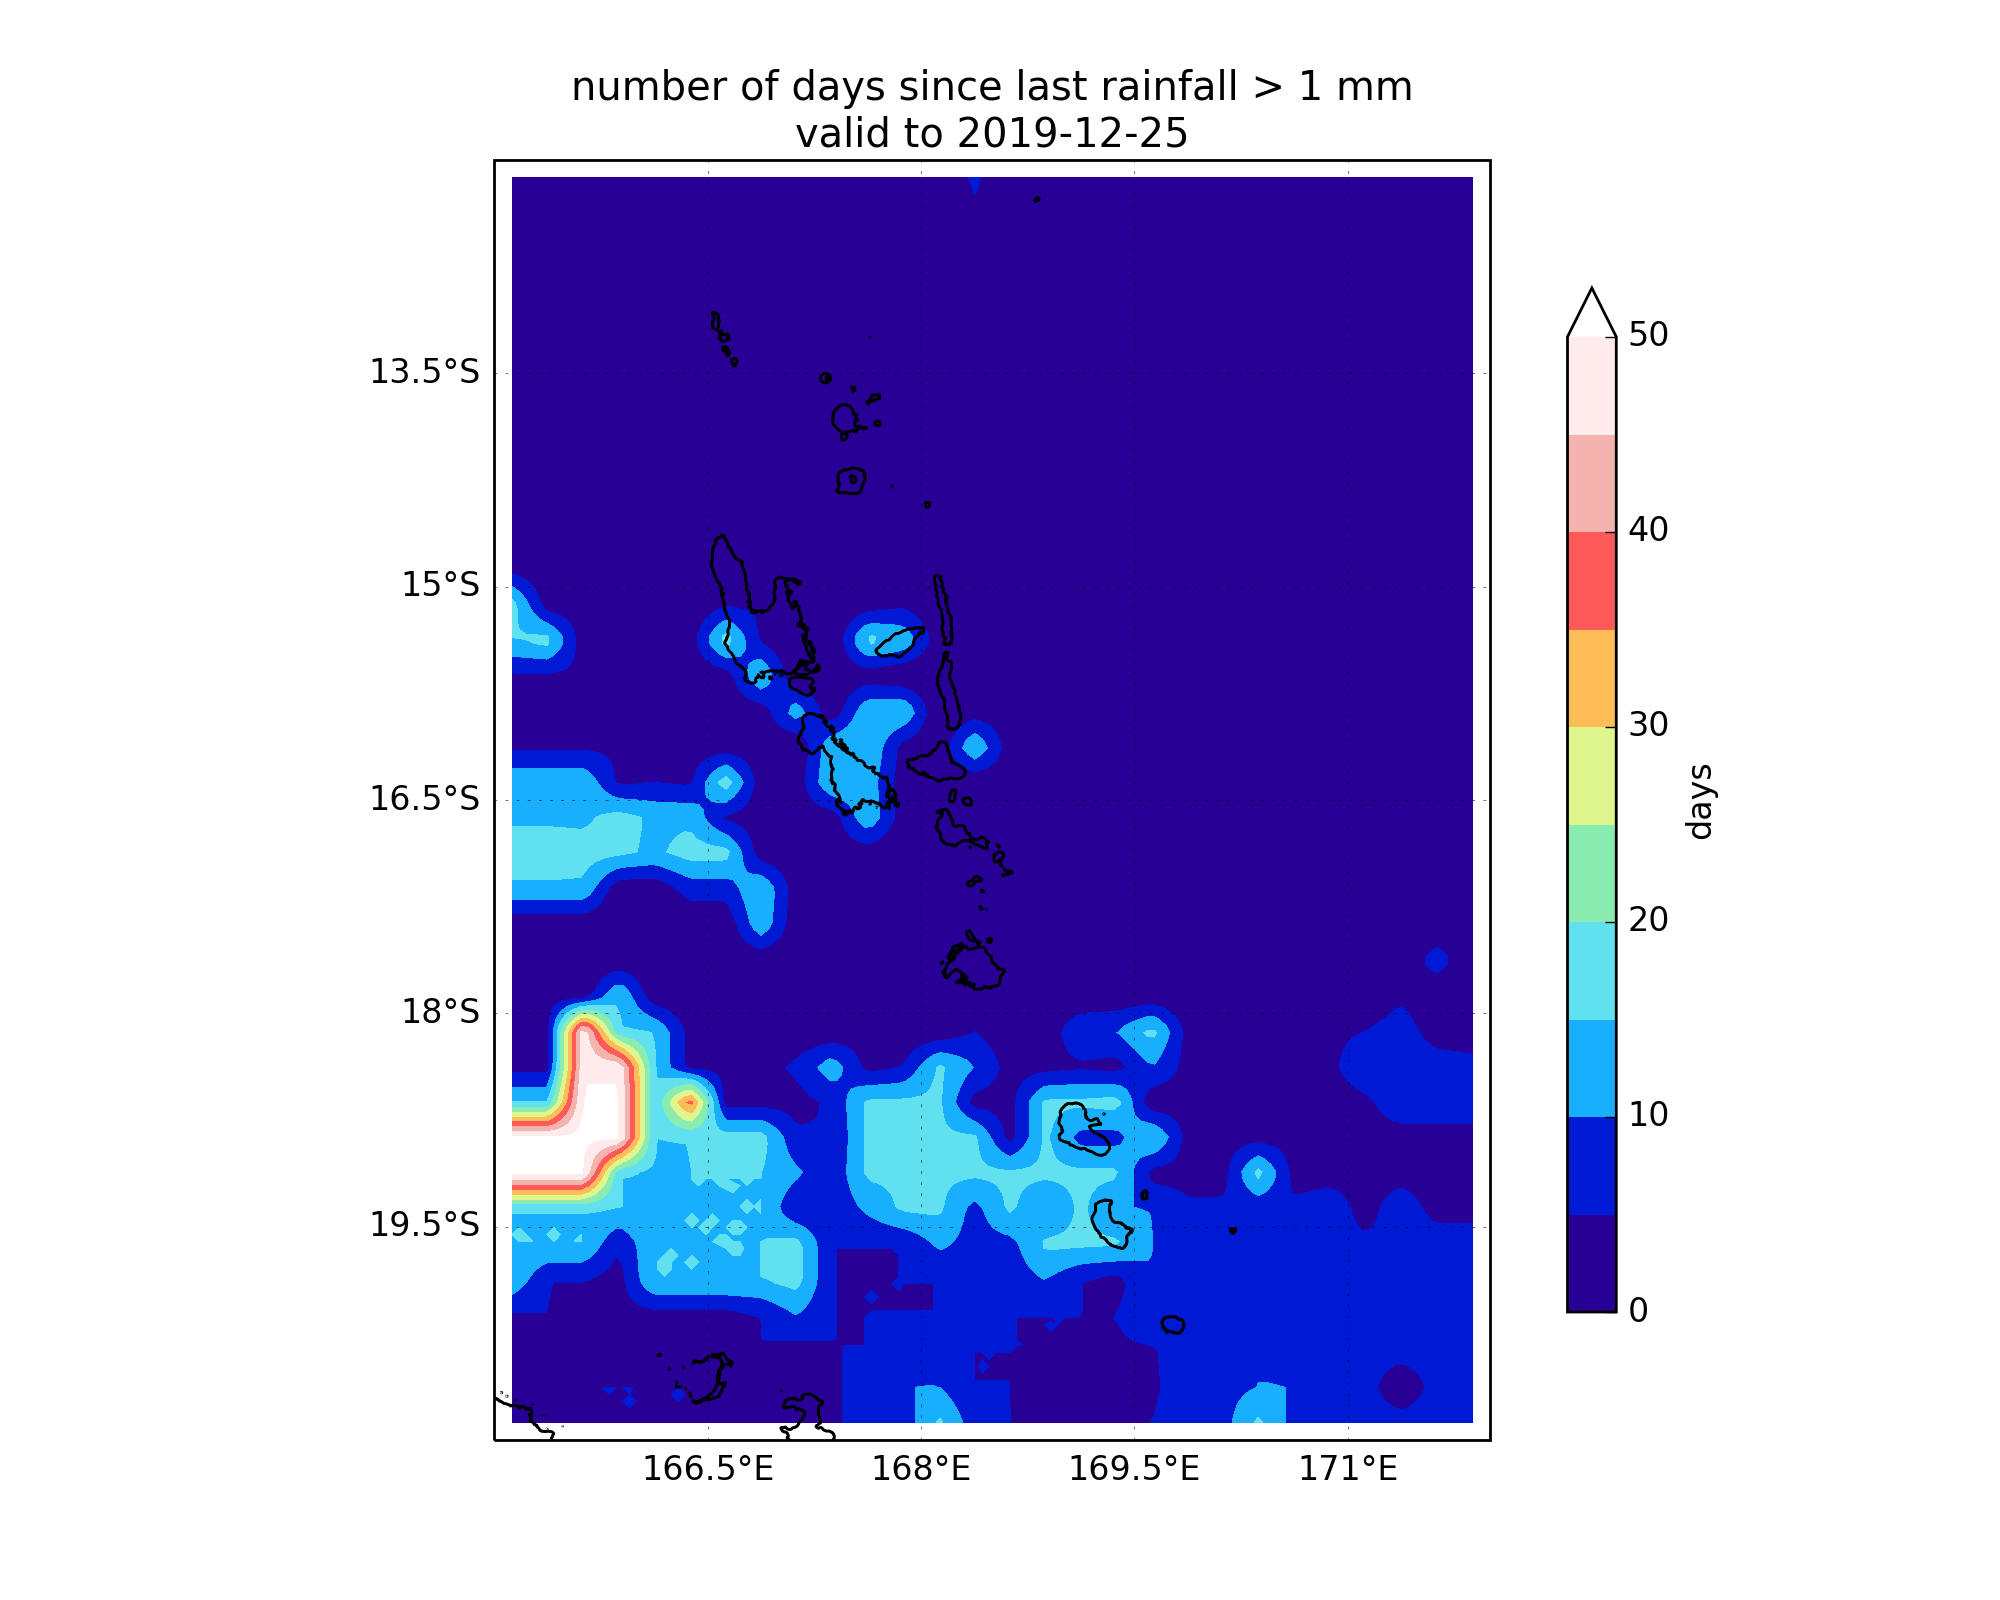 number of days since last rainfall > 1 mm
valid to 2019-12-25
13.5°S
15°S
16.5°S
18°S
19.5°S
166.5°E
168°E
169.5°E
171°E
50
40
30
20
10
0
days